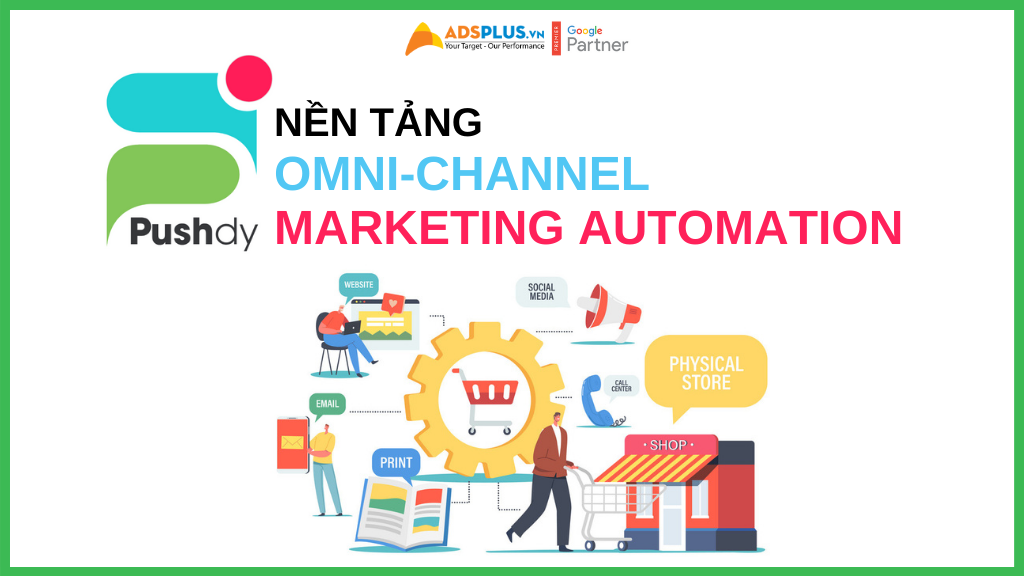 ADSPLUS.VN
Your Target - Our Performance
PREMIER
Google
Partner
NỀN TẢNG
OMNI-CHANNEL
Pushdy
MARKETING AUTOMATION
WEBSITE
SOCIAL
MEDIA
PHYSICAL
STORE
CALL
CENTER
EMAIL
• SHOP •
PRINT